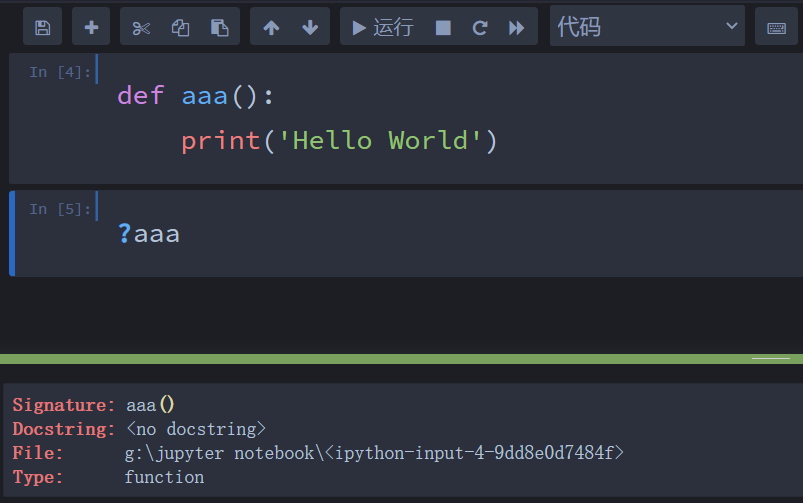 运行 代码
In [4]:
def aaa():
    print('Hello World')
In [5]:
?aaa
Signature: aaa()
Docstring: <no docstring>
File:      g:\jupyter notebook\<ipython-input-4-9dd8e0d7484f>
Type:      function